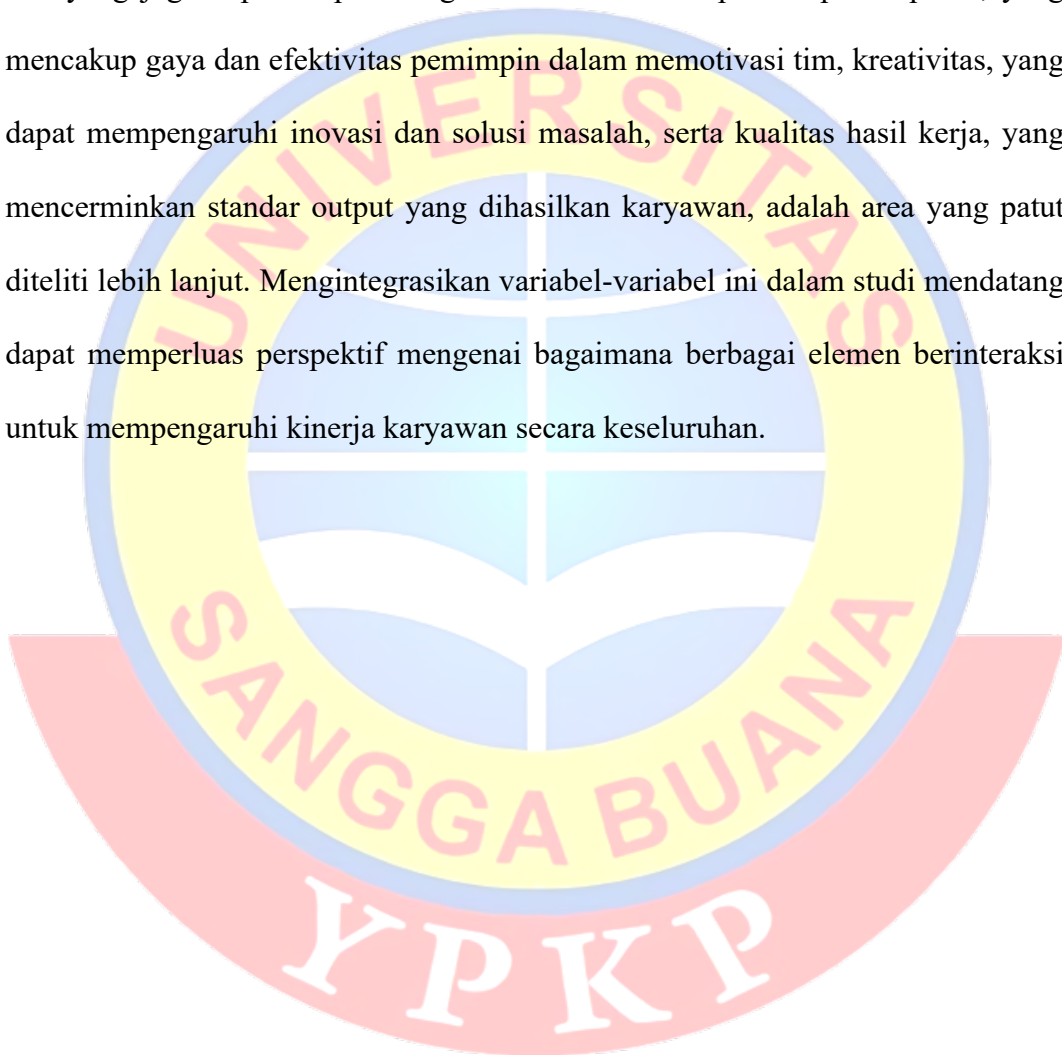 mencakup gaya dan efektivitas pemimpin dalam memotivasi tim, kreativitas, yang
dapat mempengaruhi inovasi dan solusi masalah, serta kualitas hasil kerja, yang
mencerminkan standar output yang dihasilkan karyawan, adalah area yang patut
diteliti lebih lanjut. Mengintegrasikan variabel-variabel ini dalam studi mendatang
dapat memperluas perspektif mengenai bagaimana berbagai elemen berinteraksi
untuk mempengaruhi kinerja karyawan secara keseluruhan.
UNIVERSITAS
SANGGA BUANA
YPKP